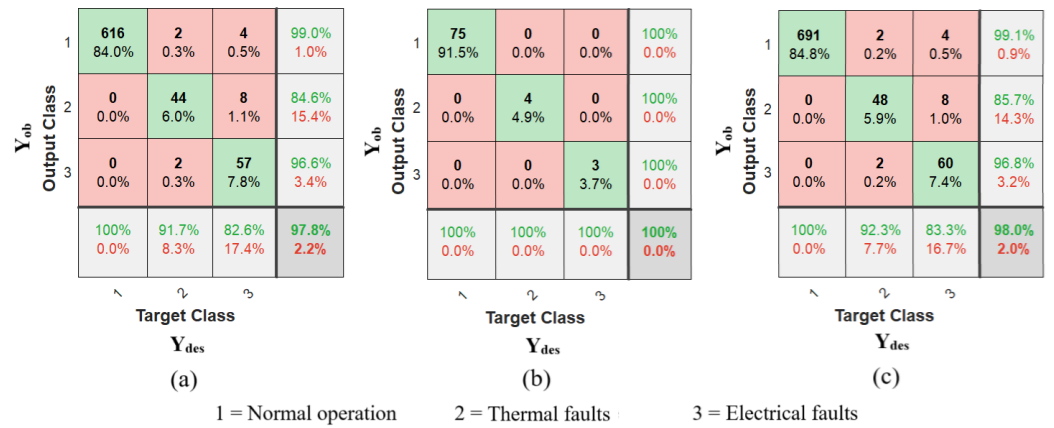 616 2 4 99.0%
1
84.0% 0.3% 0.5% 1.0%
0 44 8 84.6%
2
0.0% 6.0% 1.1% 15.4%
0 2 57 96.6%
3
0.0% 0.3% 7.8% 3.4%
100% 91.7% 82.6% 97.8%
0.0% 8.3% 17.4% 2.2%
1 2 3
Y_ob
Output Class
Target Class
Y_des
(a)
75 0 0 100%
1
91.5% 0.0% 0.0% 0.0%
0 4 0 100%
2
0.0% 4.9% 0.0% 0.0%
0 0 3 100%
3
0.0% 0.0% 3.7% 0.0%
100% 100% 100% 100%
0.0% 0.0% 0.0% 0.0%
1 2 3
Y_ob
Output Class
Target Class
Y_des
(b)
691 2 4 99.1%
1
84.8% 0.2% 0.5% 0.9%
0 48 8 85.7%
2
0.0% 5.9% 1.0% 14.3%
0 2 60 96.8%
3
0.0% 0.2% 7.4% 3.2%
100% 92.3% 83.3% 98.0%
0.0% 7.7% 16.7% 2.0%
1 2 3
Y_ob
Output Class
Target Class
Y_des
(c)
1 = Normal operation 2 = Thermal faults 3 = Electrical faults